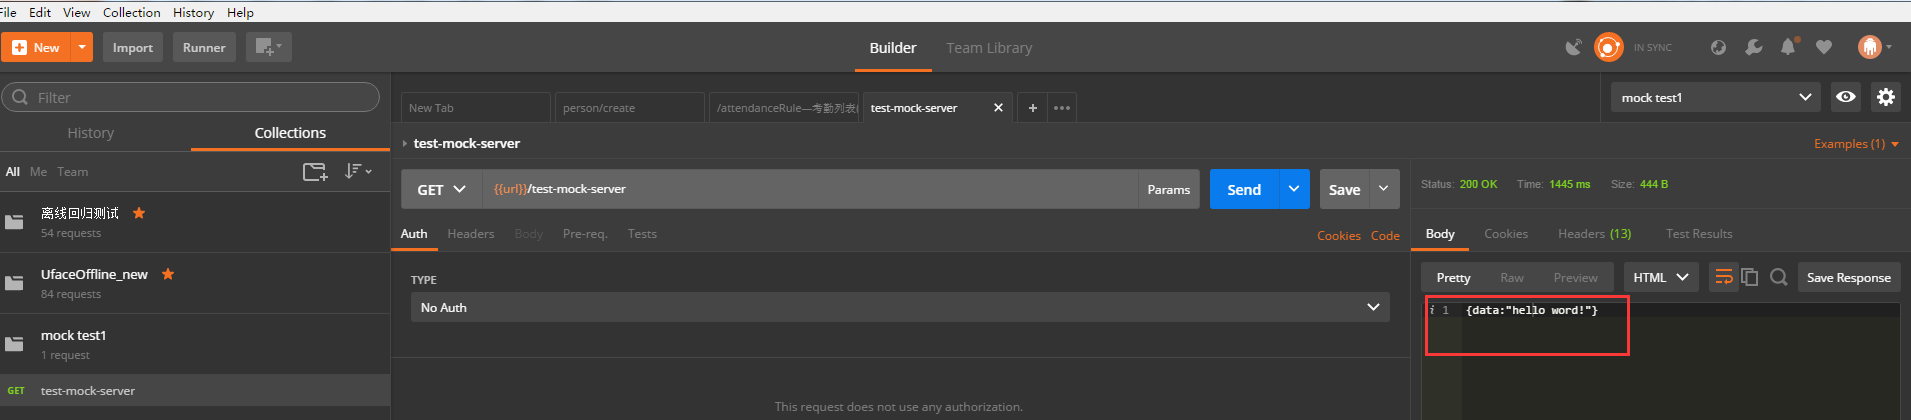 File Edit View Collection History Help
New Import Runner Builder Team Library IN SYNC
Filter
History Collections
All Me Team
离线回归测试
54 requests
UfaceOffline_new
84 requests
mock test1
1 request
GET test-mock-server
New Tab person/create /attendanceRule—考勤列表( test-mock-server
mock test1
test-mock-server
Examples (1)
GET {{url}}/test-mock-server Params Send Save
Auth Headers Body Pre-req. Tests Cookies Code
TYPE
No Auth
This request does not use any authorization.
Status: 200 OK Time: 1445 ms Size: 444 B
Body Cookies Headers (13) Test Results
Pretty Raw Preview HTML Save Response
i 1 {data:"hello word!"}